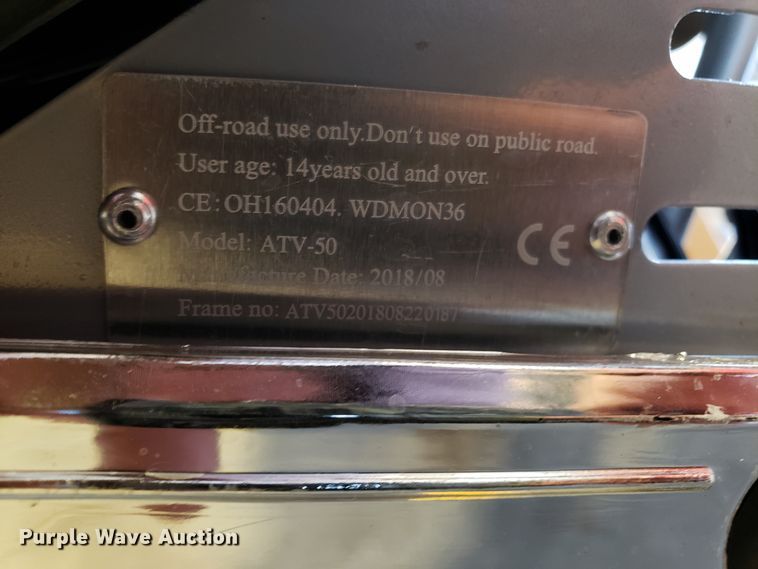 Off-road use only.Don't use on public road.
User age: 14years old and over.
CE: OH160404. WDMON36
Model: ATV-50
CE
Manufacture Date: 2018/08
Frame no: ATV50201808220187
Purple Wave Auction